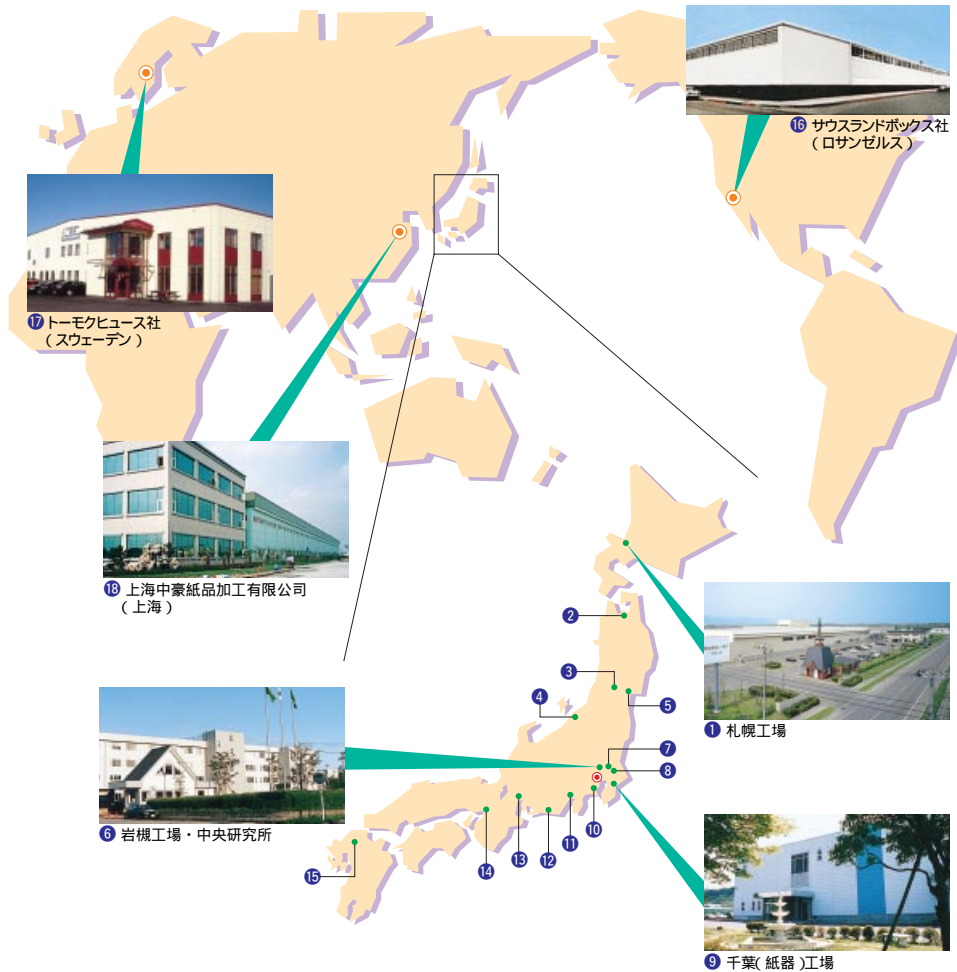 ⑯ サウスランドボックス社
( ロサンゼルス )
⑰ トーモクヒュース社
( スウェーデン )
⑱ 上海中豪紙品加工有限公司
( 上海 )
②
③
④
⑤
① 札幌工場
⑦
⑧
⑥ 岩槻工場・中央研究所
⑩
⑪
⑫
⑬
⑭
⑮
⑨ 千葉( 紙器 )工場